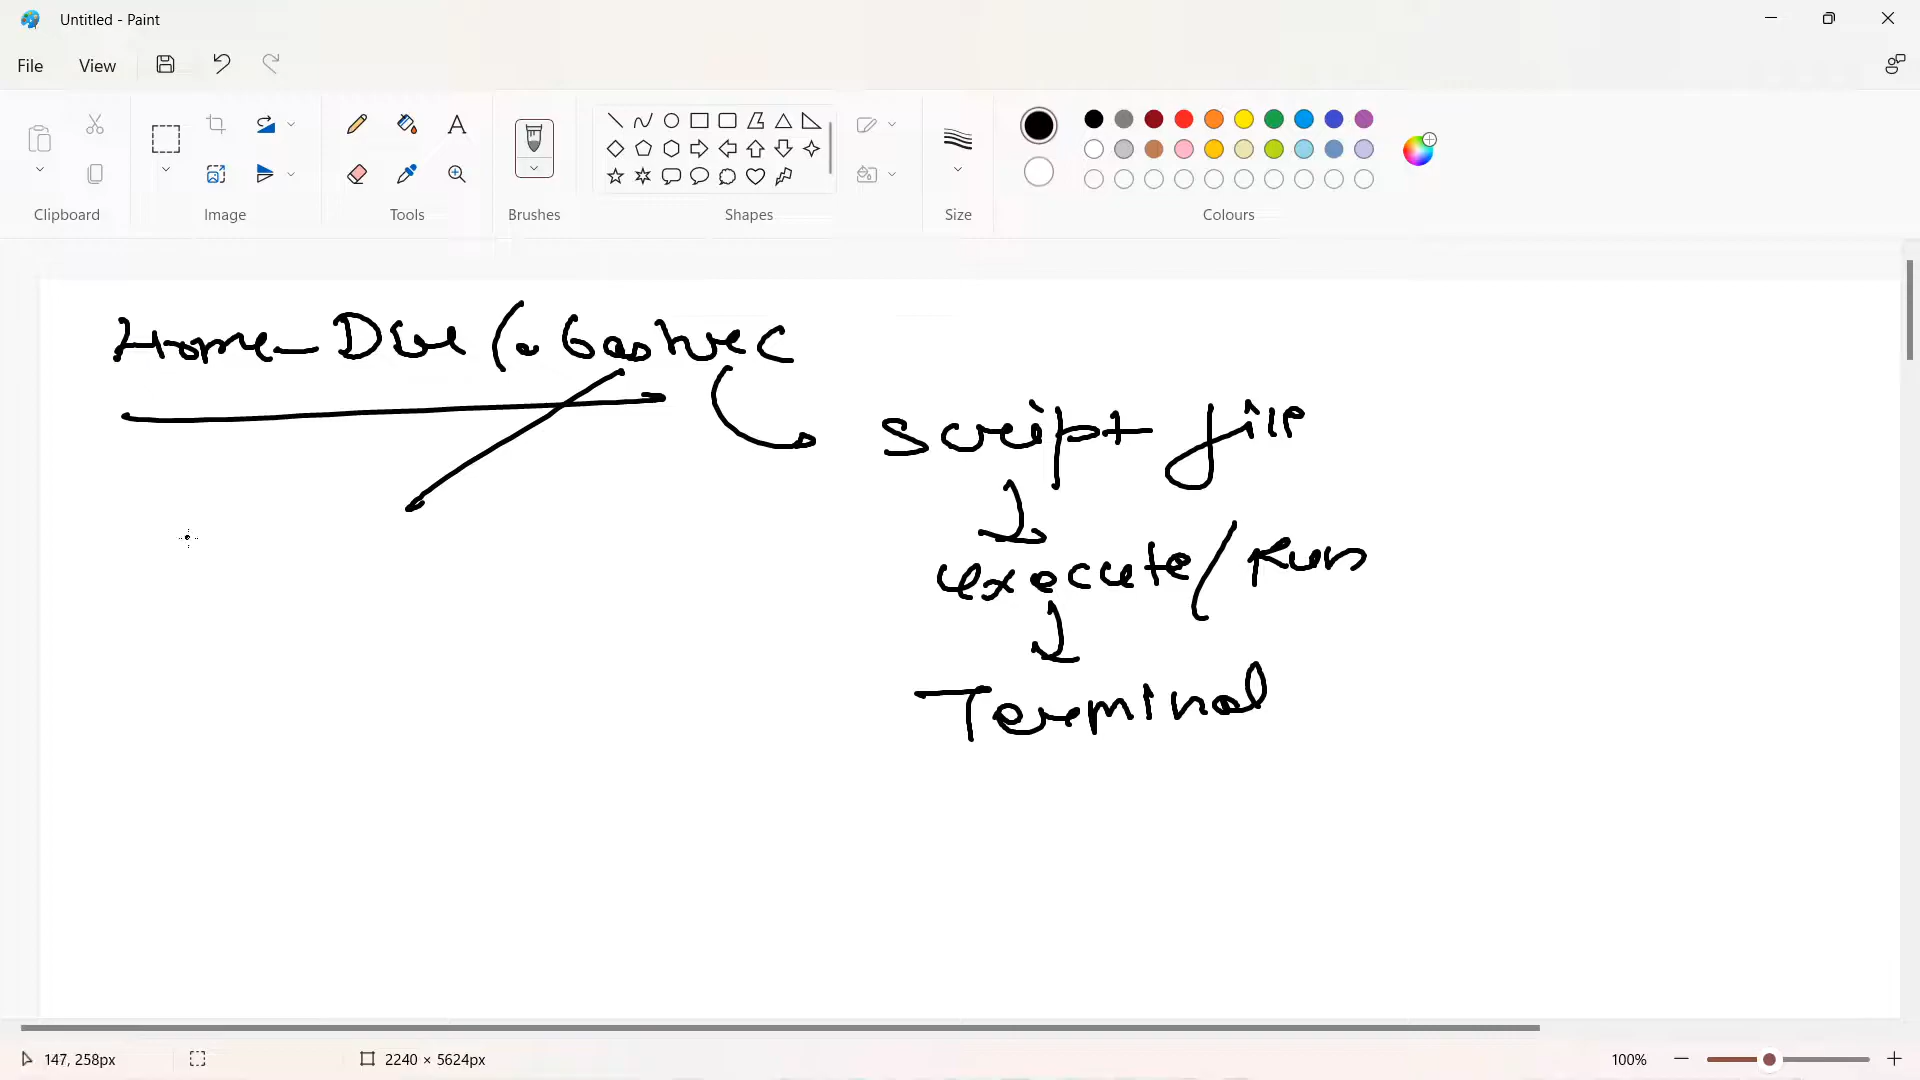 Untitled - Paint
File View
Clipboard Image Tools Brushes Shapes Size Colours
Home_Dir (.bashrc
Script file
execute/Run
Terminal
147, 258px 2240 × 5624px 100%